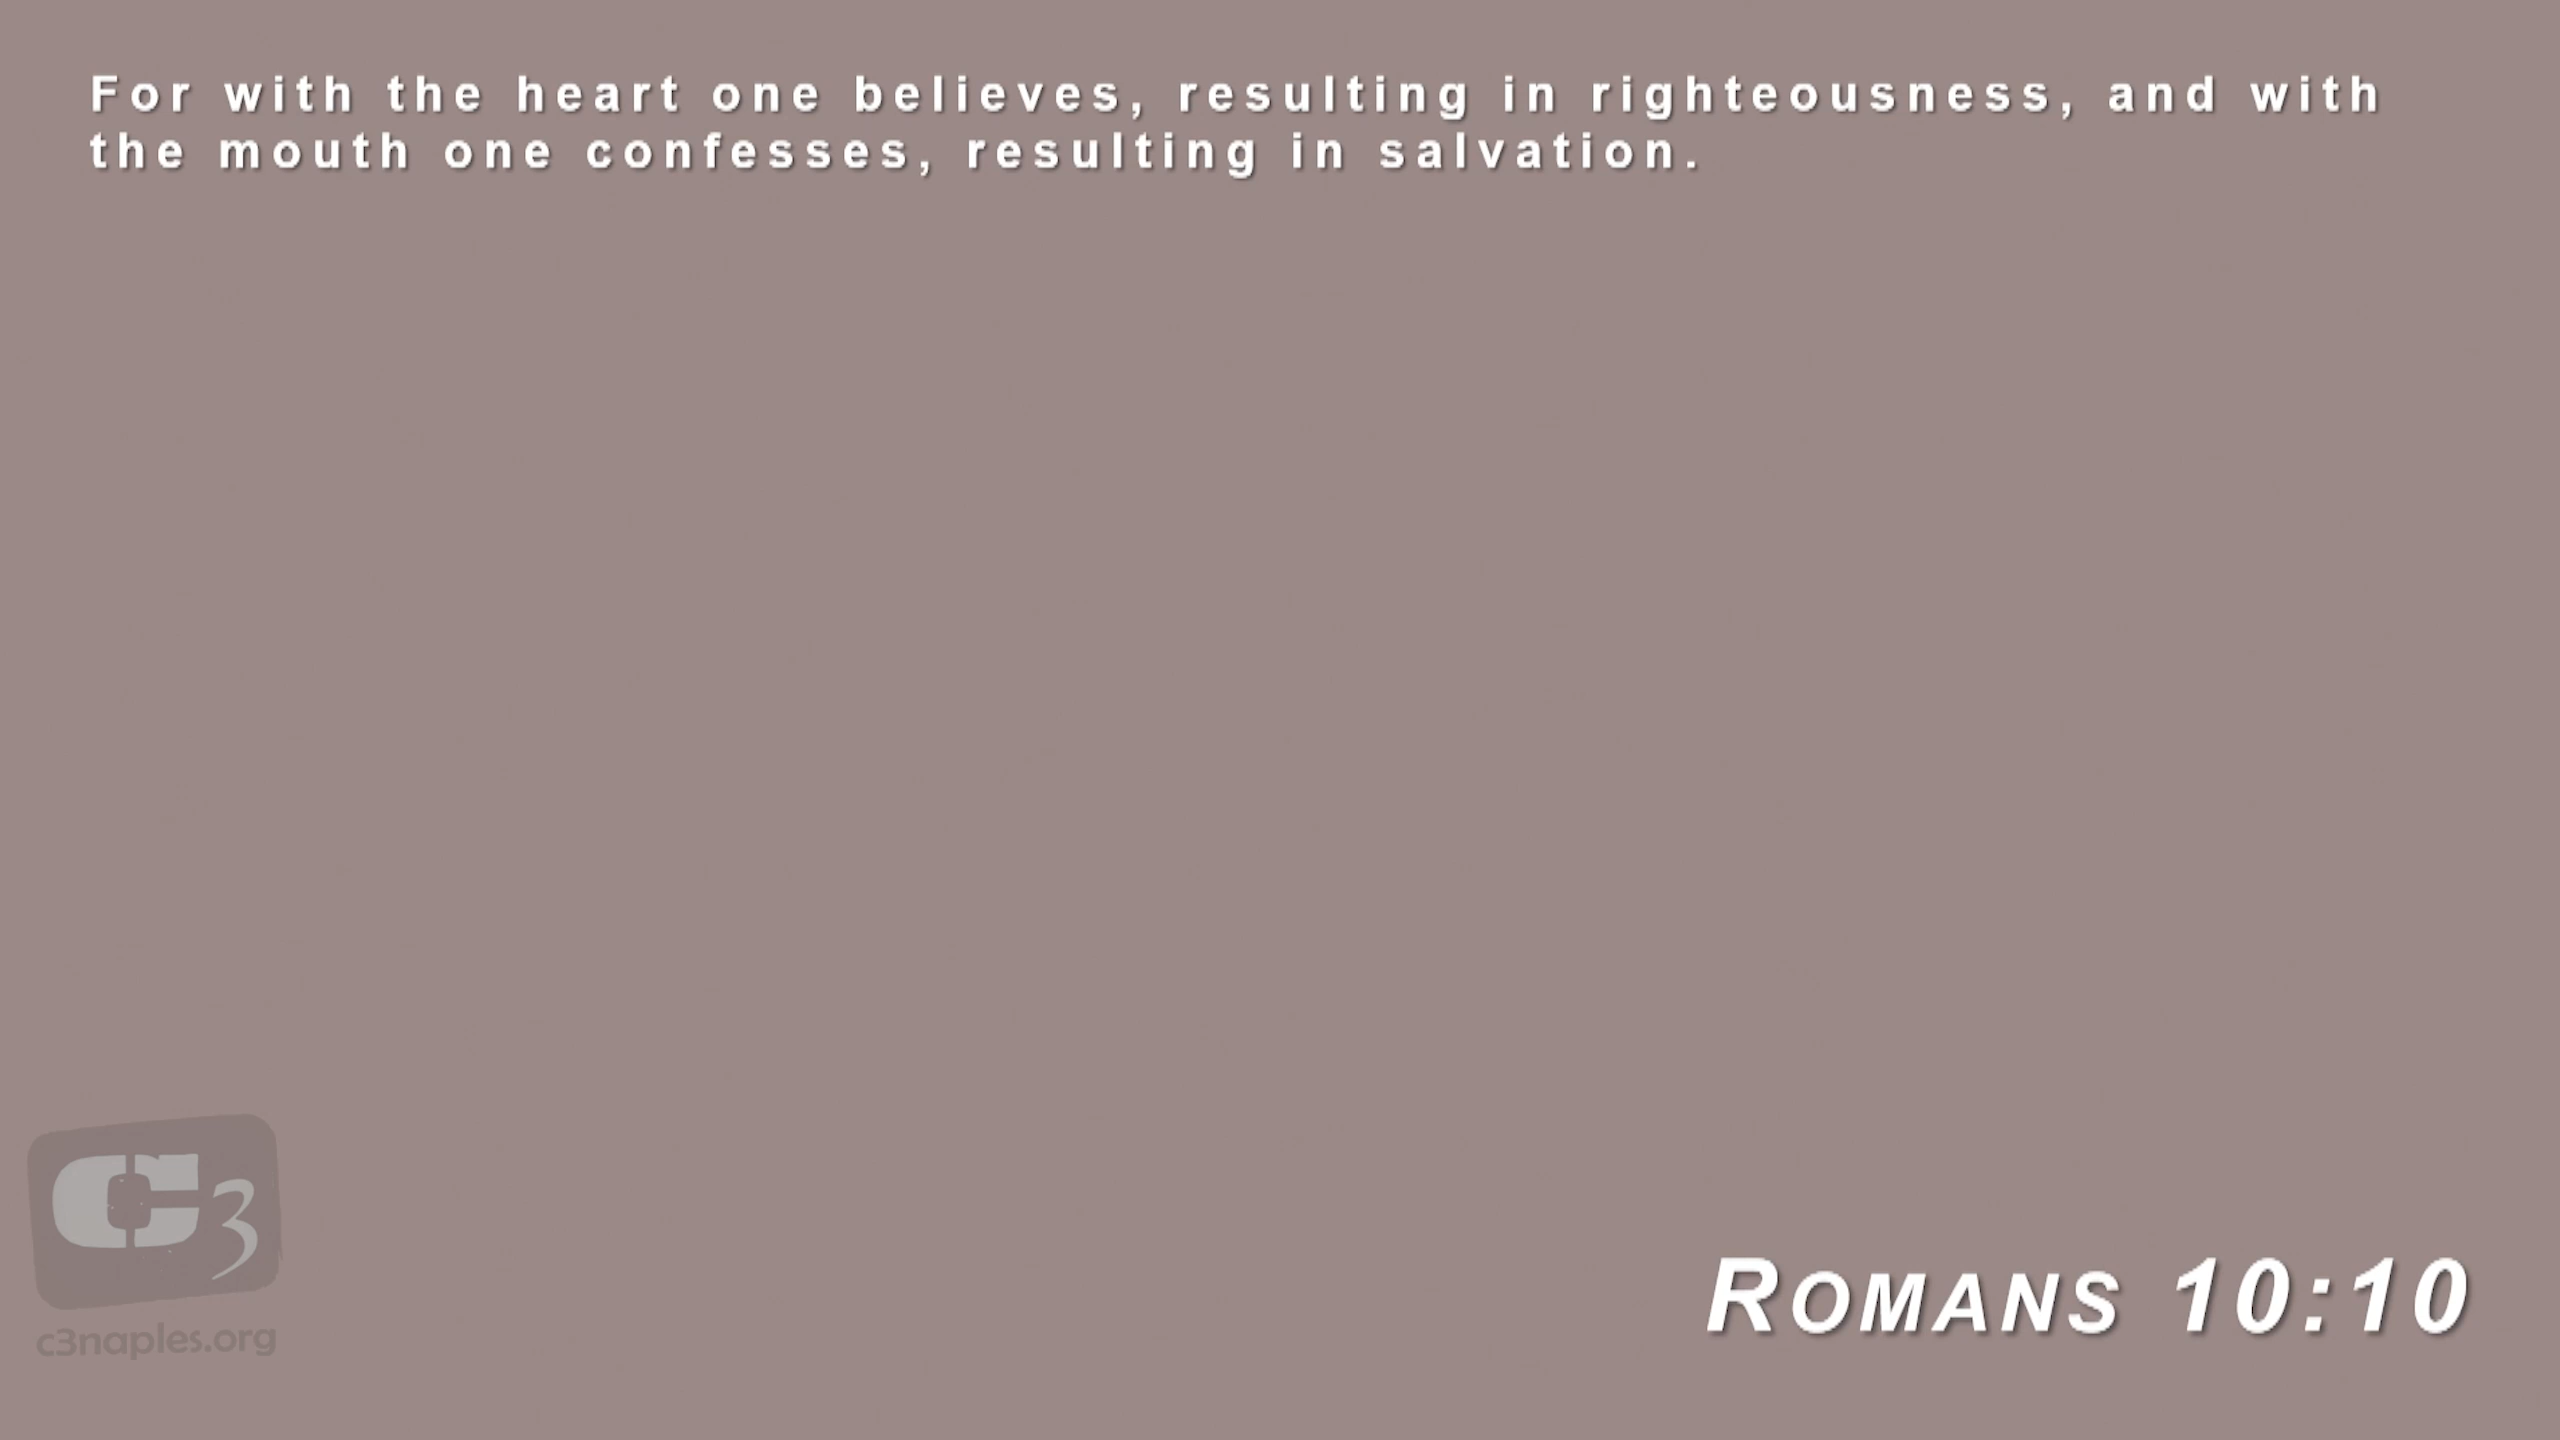 For with the heart one believes, resulting in righteousness, and with
the mouth one confesses, resulting in salvation.
C3
c3naples.org
ROMANS 10:10